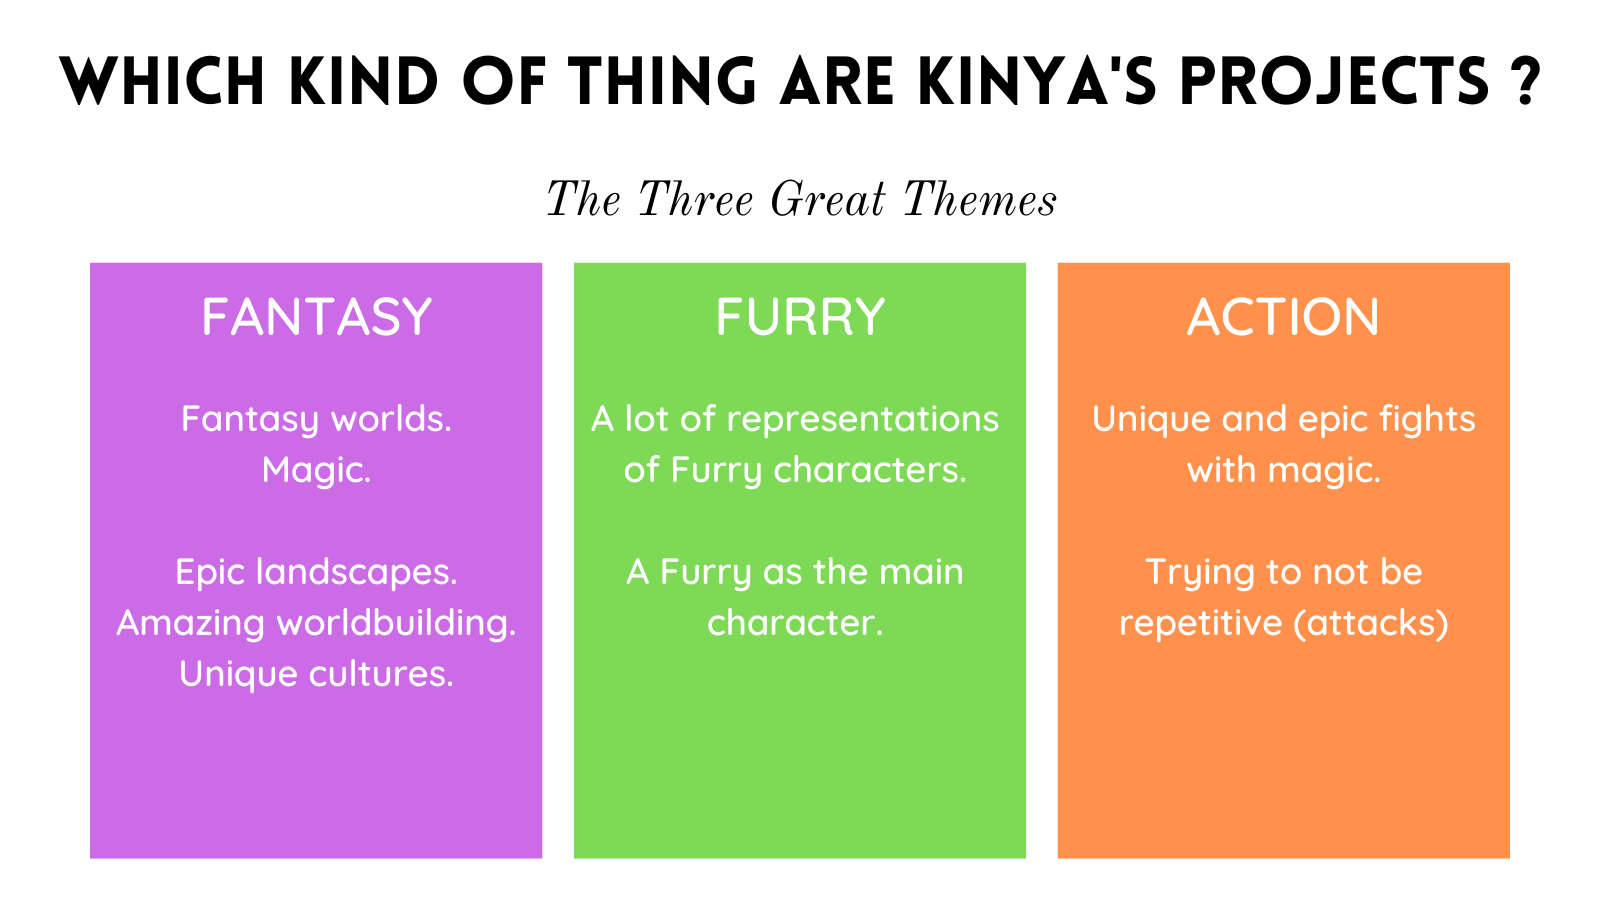 WHICH KIND OF THING ARE KINYA'S PROJECTS ?
The Three Great Themes
FANTASY
Fantasy worlds.
Magic.
Epic landscapes.
Amazing worldbuilding.
Unique cultures.
FURRY
A lot of representations
of Furry characters.
A Furry as the main
character.
ACTION
Unique and epic fights
with magic.
Trying to not be
repetitive (attacks)